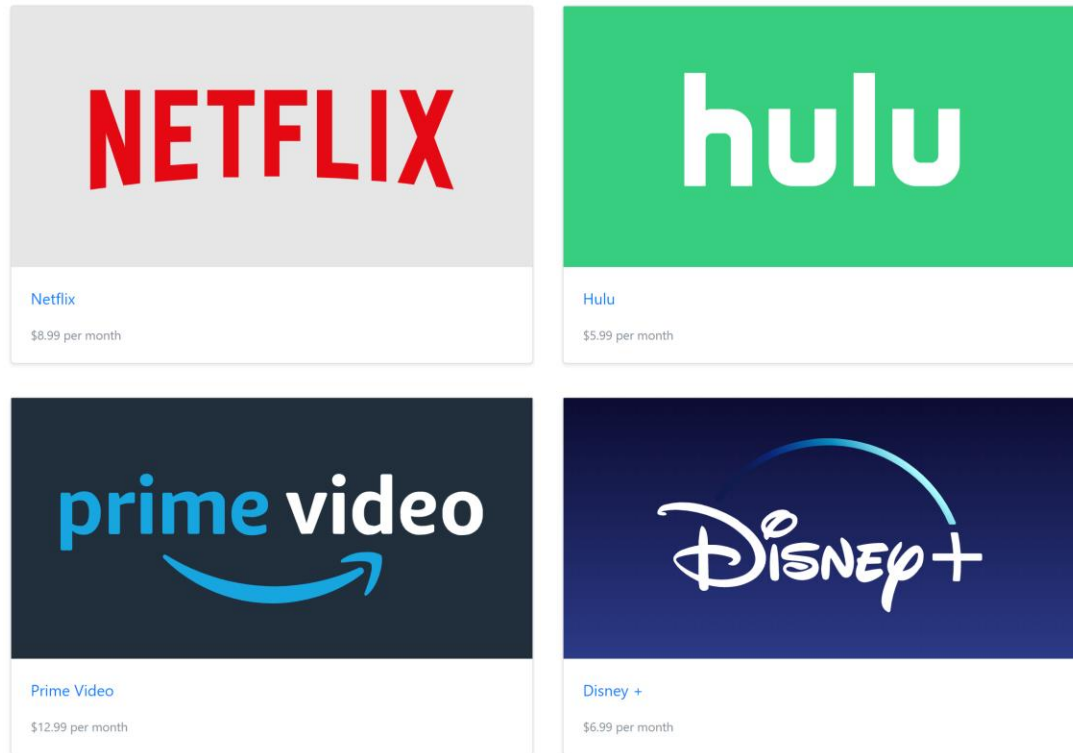 NETFLIX
hulu
Netflix
$8.99 per month
Hulu
$5.99 per month
prime video
Disney+
Prime Video
$12.99 per month
Disney +
$6.99 per month